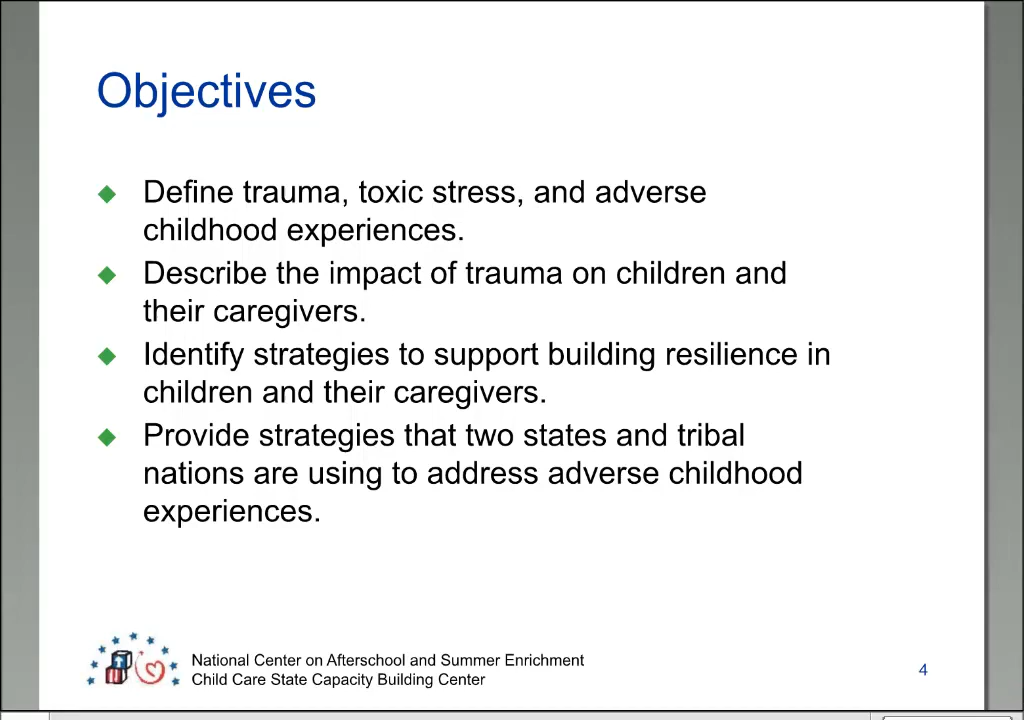 Objectives
Define trauma, toxic stress, and adverse
childhood experiences.
Describe the impact of trauma on children and
their caregivers.
Identify strategies to support building resilience in
children and their caregivers.
Provide strategies that two states and tribal
nations are using to address adverse childhood
experiences.
National Center on Afterschool and Summer Enrichment
Child Care State Capacity Building Center
4